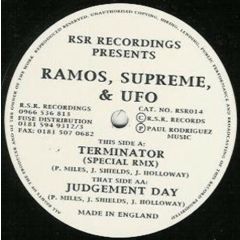 RSR RECORDINGS
PRESENTS
RAMOS, SUPREME,
& UFO
R.S.R. RECORDINGS
0966 536 813
FUSE DISTRIBUTION
0181 539 9112/3
FAX: 0181 507 0682
CAT. NO. RSR014
© R.S.R. RECORDS
Ⓟ PAUL RODRIGUEZ
MUSIC
THIS SIDE A:
TERMINATOR
(SPECIAL RMX)
(P. MILES, J. SHIELDS, J. HOLLOWAY)
THAT SIDE AA:
JUDGEMENT DAY
(P. MILES, J. SHIELDS, J. HOLLOWAY)
MADE IN ENGLAND